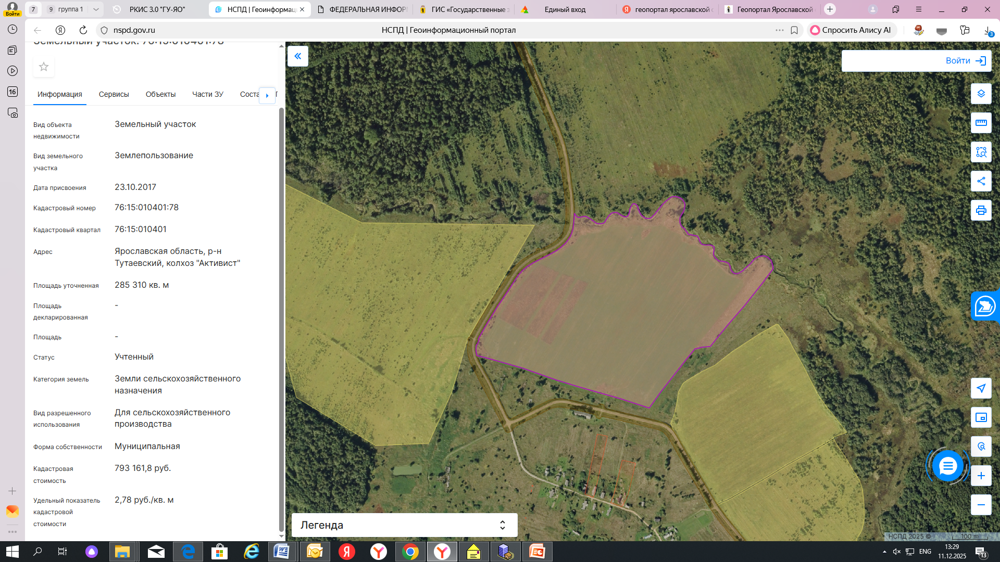 7
9
группа 1
РКИС 3.0 "ГУ-ЯО"
НСПД | Геоинформац
ФЕДЕРАЛЬНАЯ ИНФОР
ГИС «Государственные з
Единый вход
геопортал ярославской с
Геопортал Ярославской
Войти
nspd.gov.ru
НСПД | Геоинформационный портал
Спросить Алису AI
3
16
Земельный участок: 76:15:010401:78
Войти
Информация
Сервисы
Объекты
Части ЗУ
Соста
Вид объекта недвижимости
Земельный участок
Вид земельного участка
Землепользование
Дата присвоения
23.10.2017
Кадастровый номер
76:15:010401:78
Кадастровый квартал
76:15:010401
Адрес
Ярославская область, р-н
Тутаевский, колхоз "Активист"
Площадь уточненная
285 310 кв. м
Площадь декларированная
-
Площадь
-
Статус
Учтенный
Категория земель
Земли сельскохозяйственного
назначения
Вид разрешенного использования
Для сельскохозяйственного
производства
Форма собственности
Муниципальная
Кадастровая стоимость
793 161,8 руб.
Удельный показатель кадастровой стоимости
2,78 руб./кв. м
Легенда
НСПД 2025 ©
100 m
ENG
13:29
11.12.2025
13